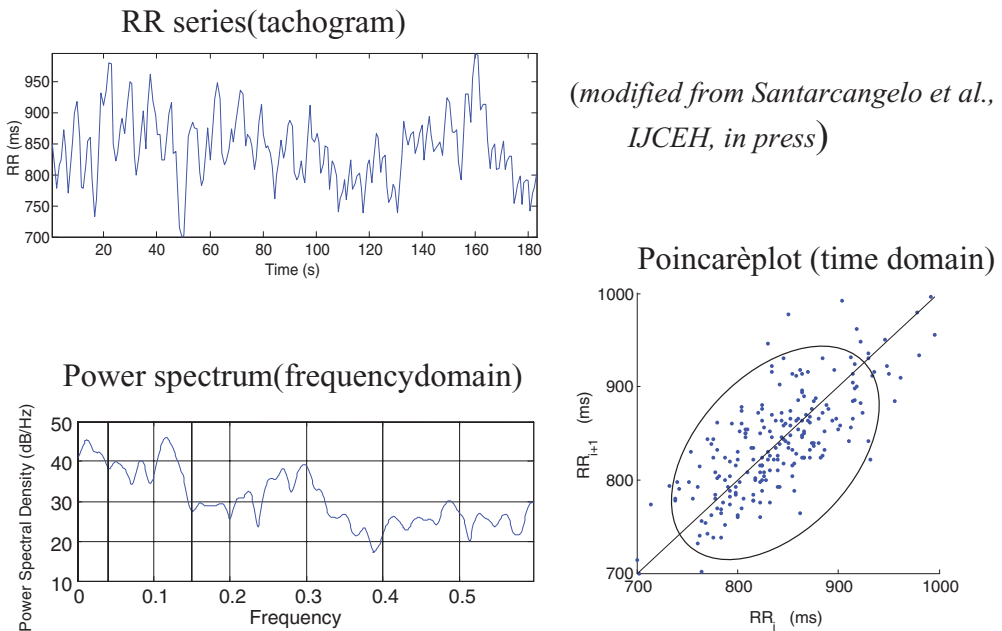 RR series(tachogram)
950
900
850
800
750
700
RR (ms)
20 40 60 80 100 120 140 160 180
Time (s)
(modified from Santarcangelo et al.,
IJCEH, in press)
Poincarèplot (time domain)
1000
900
800
700
RRi+1 (ms)
700 800 900 1000
RRi (ms)
Power spectrum(frequencydomain)
50
40
30
20
10
Power Spectral Density (dB/Hz)
0 0.1 0.2 0.3 0.4 0.5
Frequency